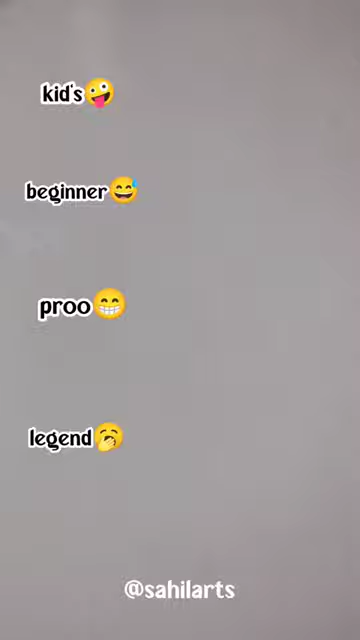 kid's🤪
beginner😅
proo😁
legend🥱
@sahilarts